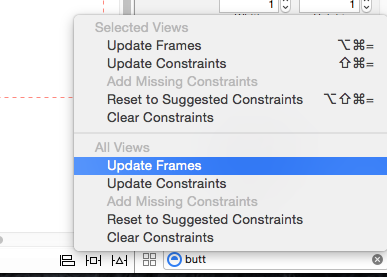 1
1
Selected Views
Update Frames ⌥⌘=
Update Constraints ⇧⌘=
Add Missing Constraints
Reset to Suggested Constraints ⌥⇧⌘=
Clear Constraints
All Views
Update Frames
Update Constraints
Add Missing Constraints
Reset to Suggested Constraints
Clear Constraints
butt